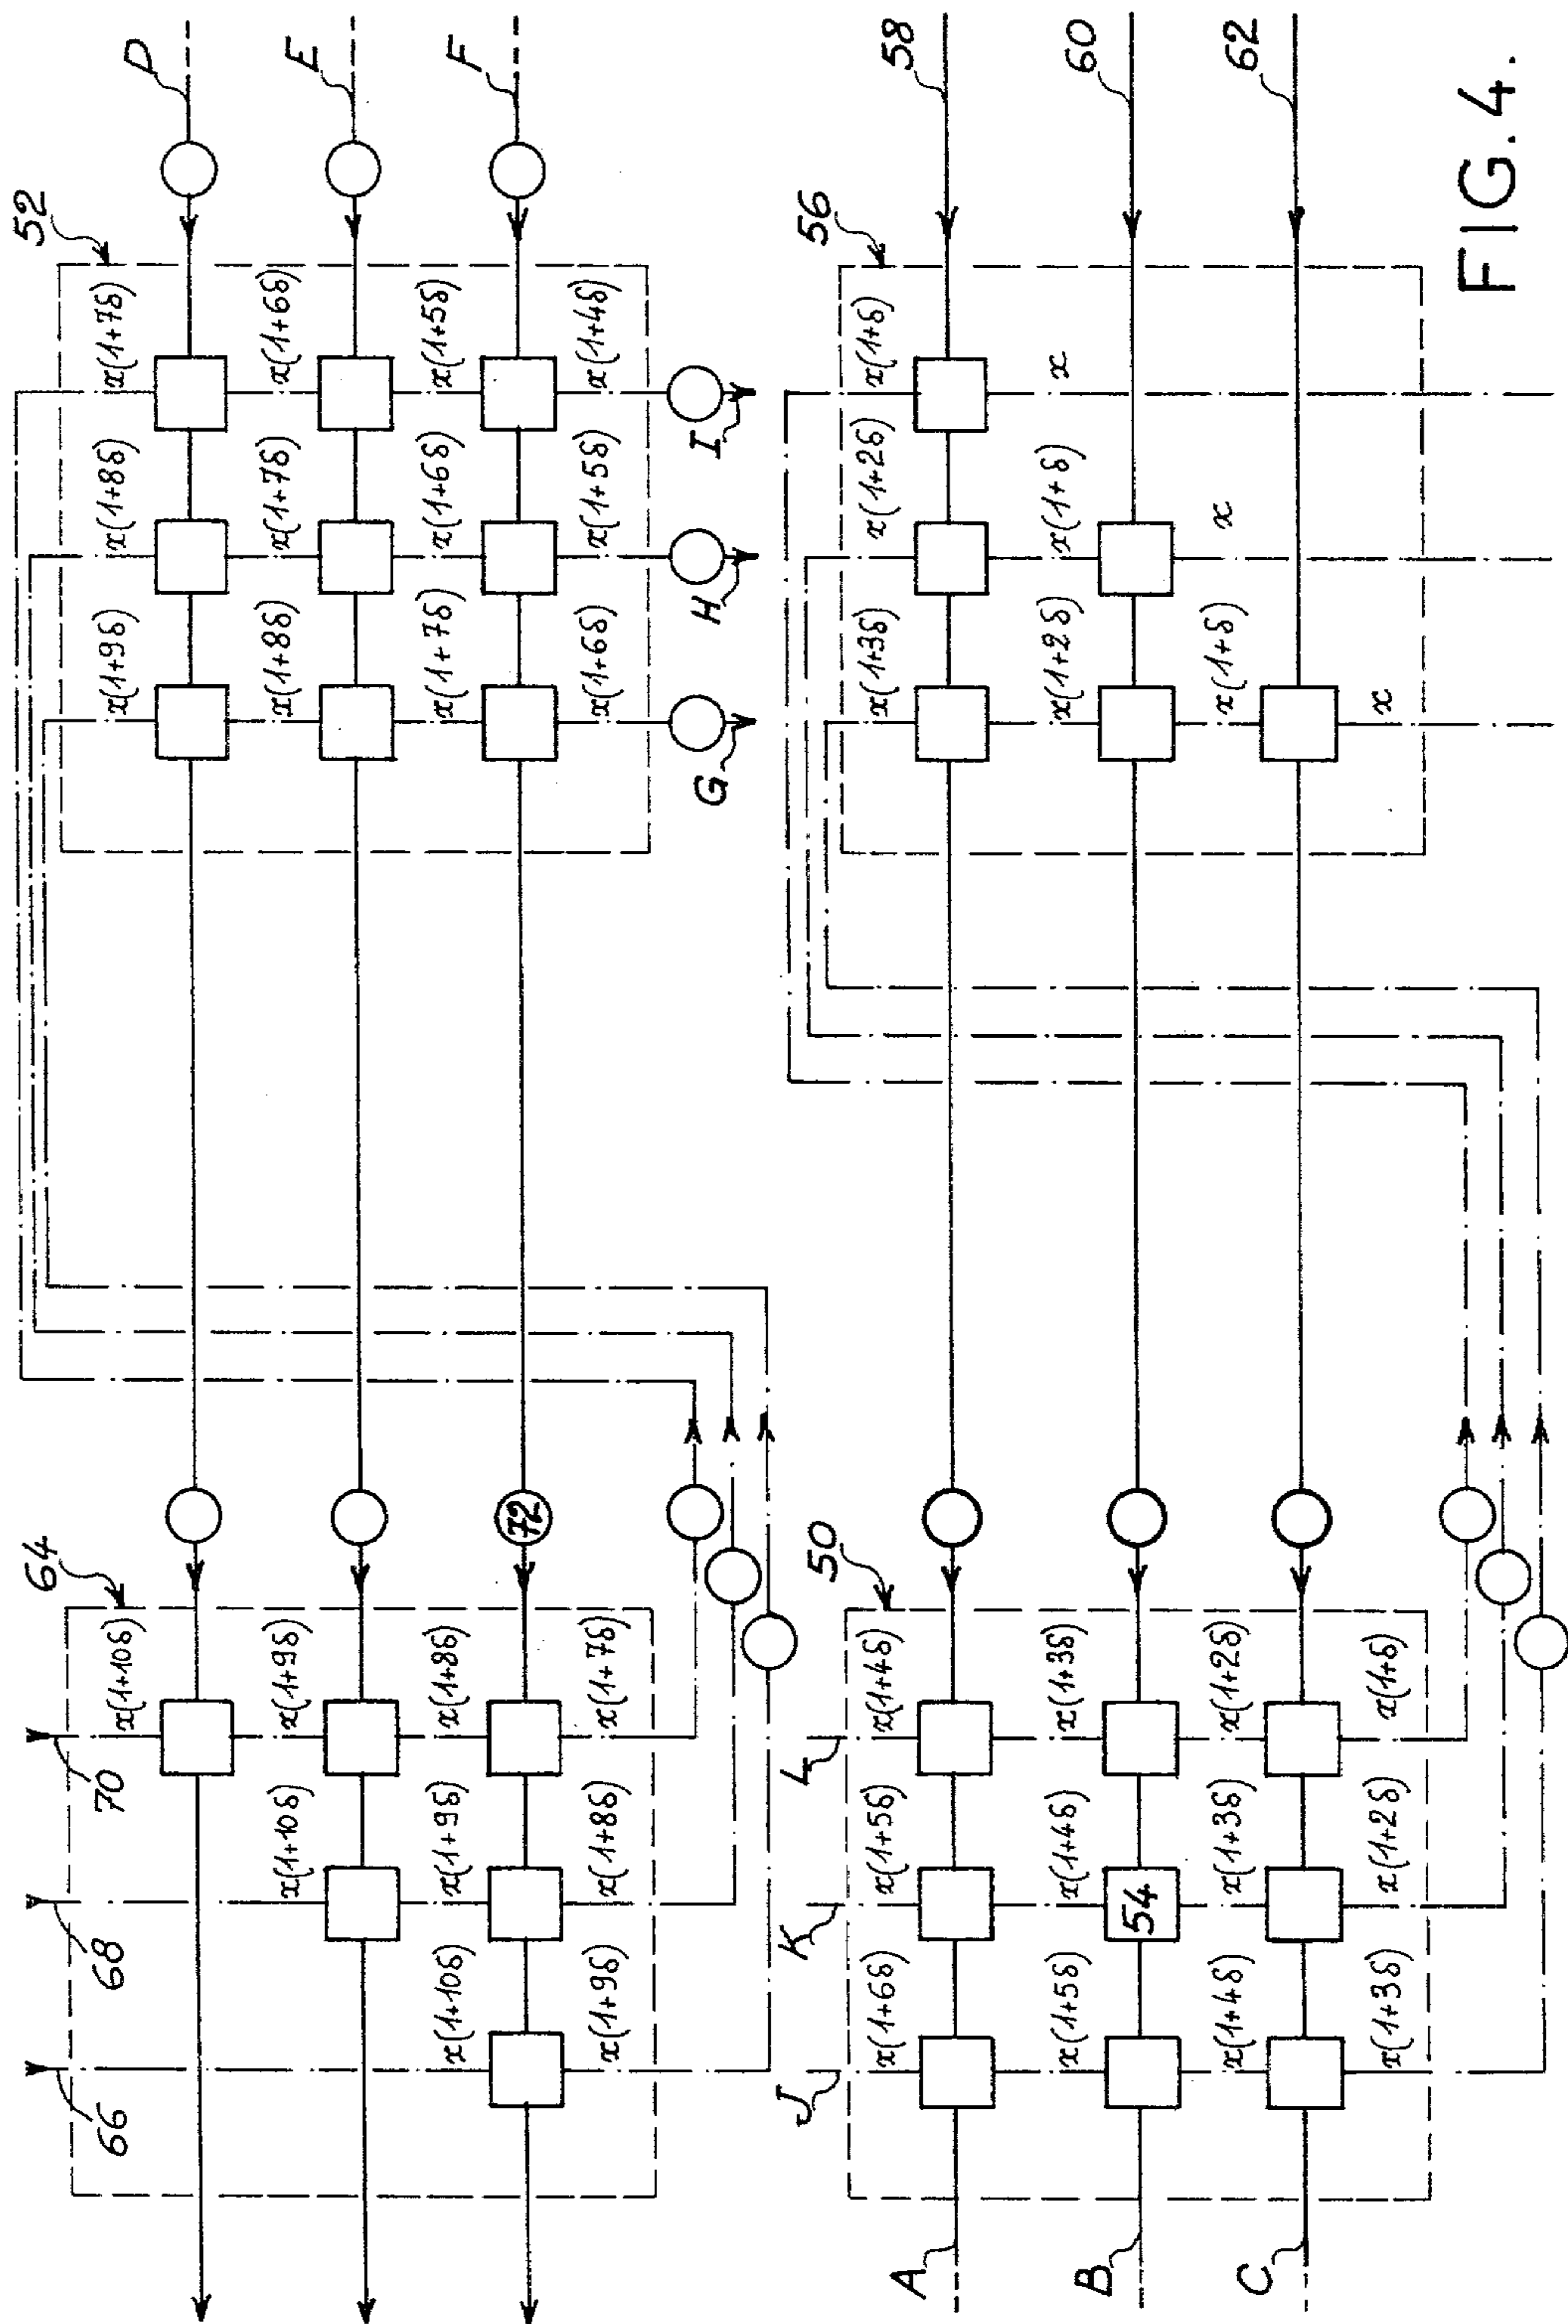 52
D
E
F
x(1+7δ)
x(1+8δ)
x(1+9δ)
x(1+6δ)
x(1+7δ)
x(1+8δ)
x(1+5δ)
x(1+6δ)
x(1+7δ)
x(1+4δ)
x(1+5δ)
x(1+6δ)
I
H
G
56
58
60
62
x(1+δ)
x(1+2δ)
x(1+3δ)
x
x(1+δ)
x(1+2δ)
x
x(1+δ)
x
64
70
68
66
x(1+10δ)
x(1+9δ)
x(1+10δ)
x(1+8δ)
x(1+9δ)
x(1+10δ)
x(1+7δ)
x(1+8δ)
x(1+9δ)
72
50
L
K
J
x(1+4δ)
x(1+5δ)
x(1+6δ)
x(1+3δ)
x(1+4δ)
x(1+5δ)
54
x(1+2δ)
x(1+3δ)
x(1+4δ)
x(1+δ)
x(1+2δ)
x(1+3δ)
A
B
C
FIG. 4.